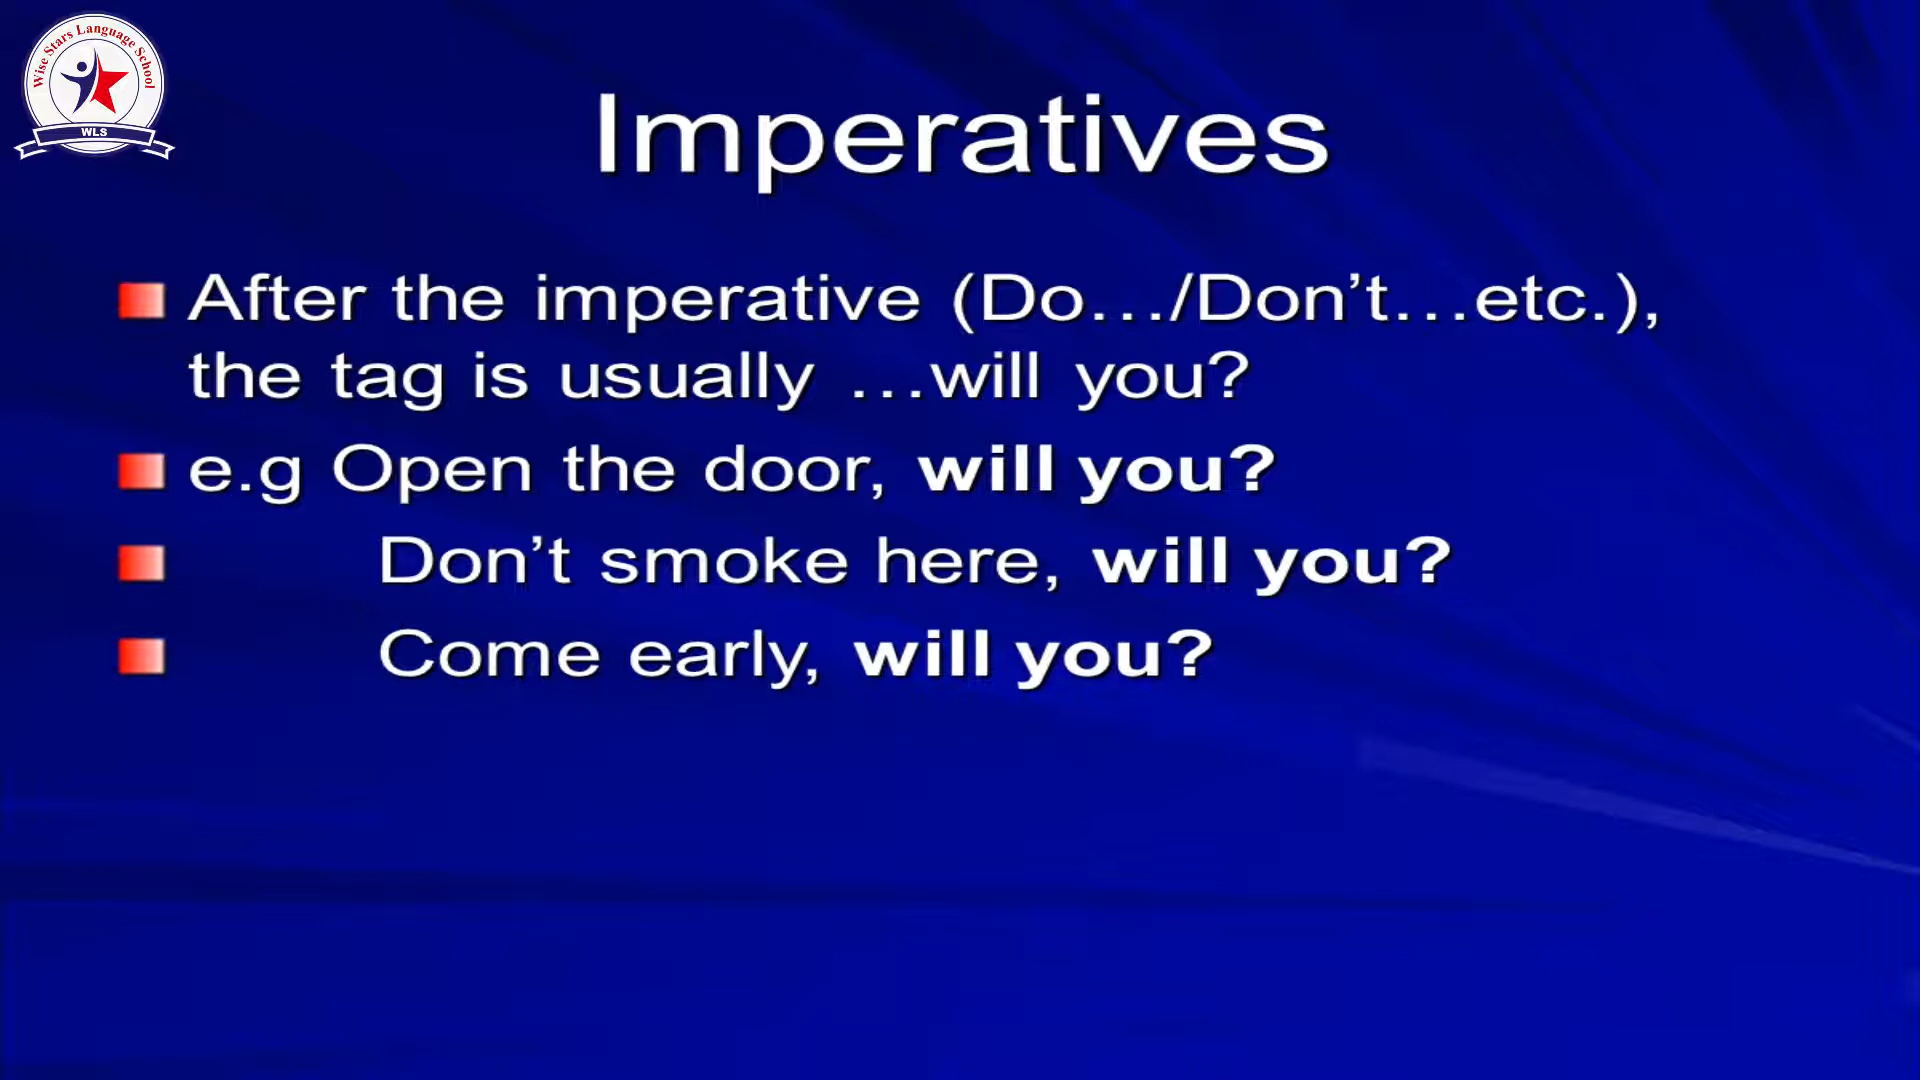 Wise Stars Language School
WLS
Imperatives
After the imperative (Do…/Don’t…etc.),
the tag is usually …will you?
e.g Open the door, will you?
Don’t smoke here, will you?
Come early, will you?